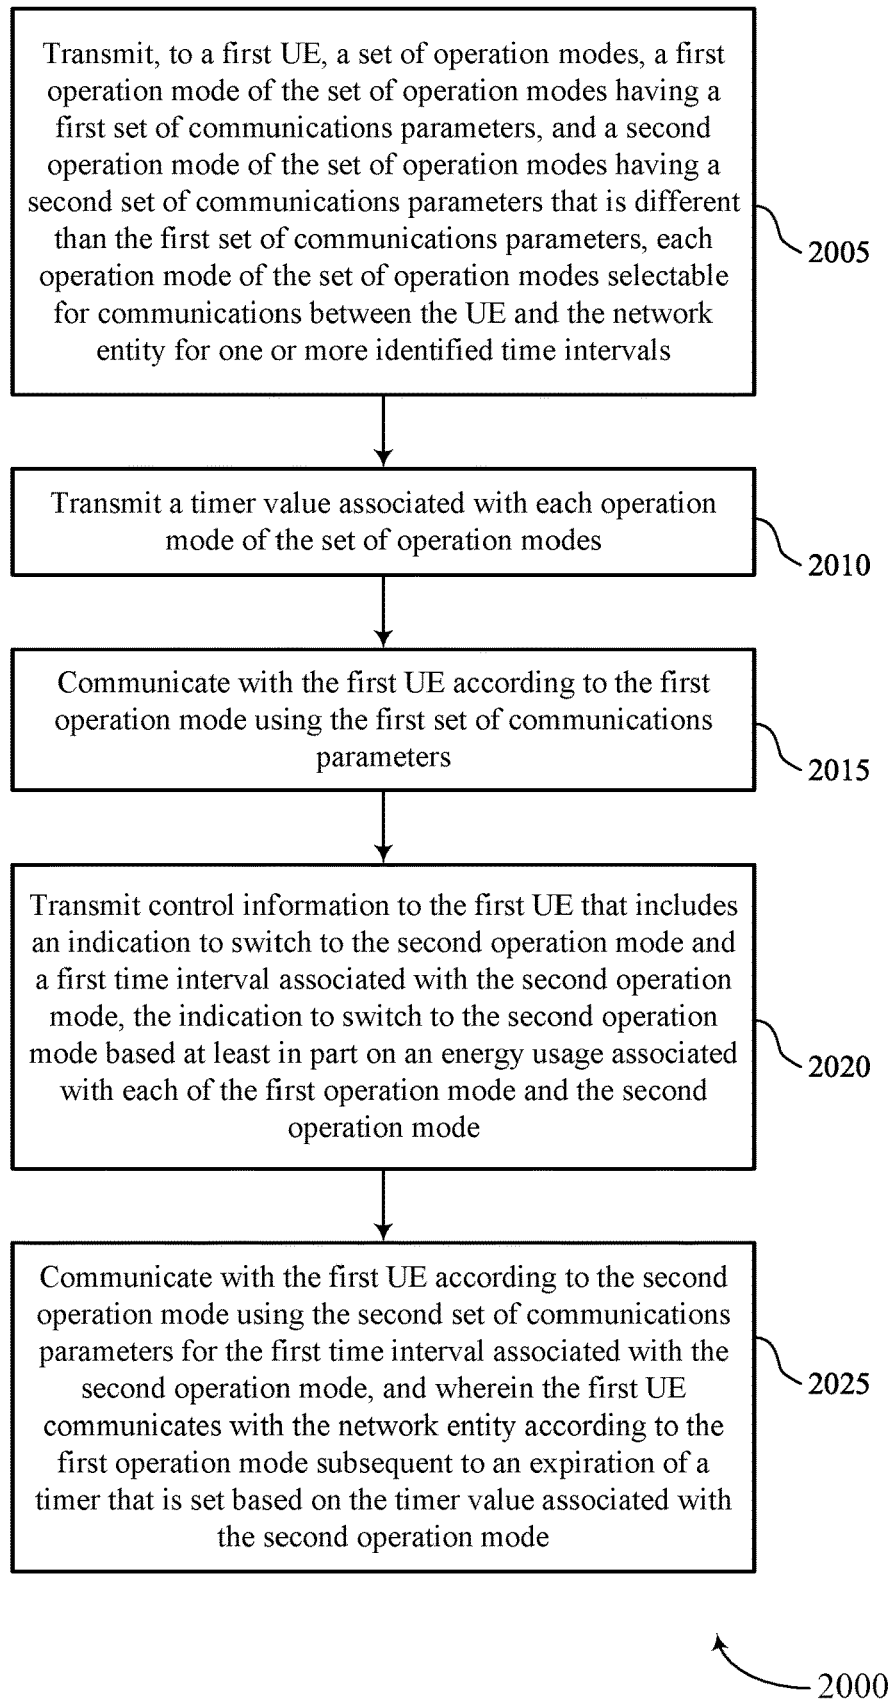 Transmit, to a first UE, a set of operation modes, a first
operation mode of the set of operation modes having a
first set of communications parameters, and a second
operation mode of the set of operation modes having a
second set of communications parameters that is different
than the first set of communications parameters, each
operation mode of the set of operation modes selectable
for communications between the UE and the network
entity for one or more identified time intervals
2005
Transmit a timer value associated with each operation
mode of the set of operation modes
2010
Communicate with the first UE according to the first
operation mode using the first set of communications
parameters
2015
Transmit control information to the first UE that includes
an indication to switch to the second operation mode and
a first time interval associated with the second operation
mode, the indication to switch to the second operation
mode based at least in part on an energy usage associated
with each of the first operation mode and the second
operation mode
2020
Communicate with the first UE according to the second
operation mode using the second set of communications
parameters for the first time interval associated with the
second operation mode, and wherein the first UE
communicates with the network entity according to the
first operation mode subsequent to an expiration of a
timer that is set based on the timer value associated with
the second operation mode
2025
2000